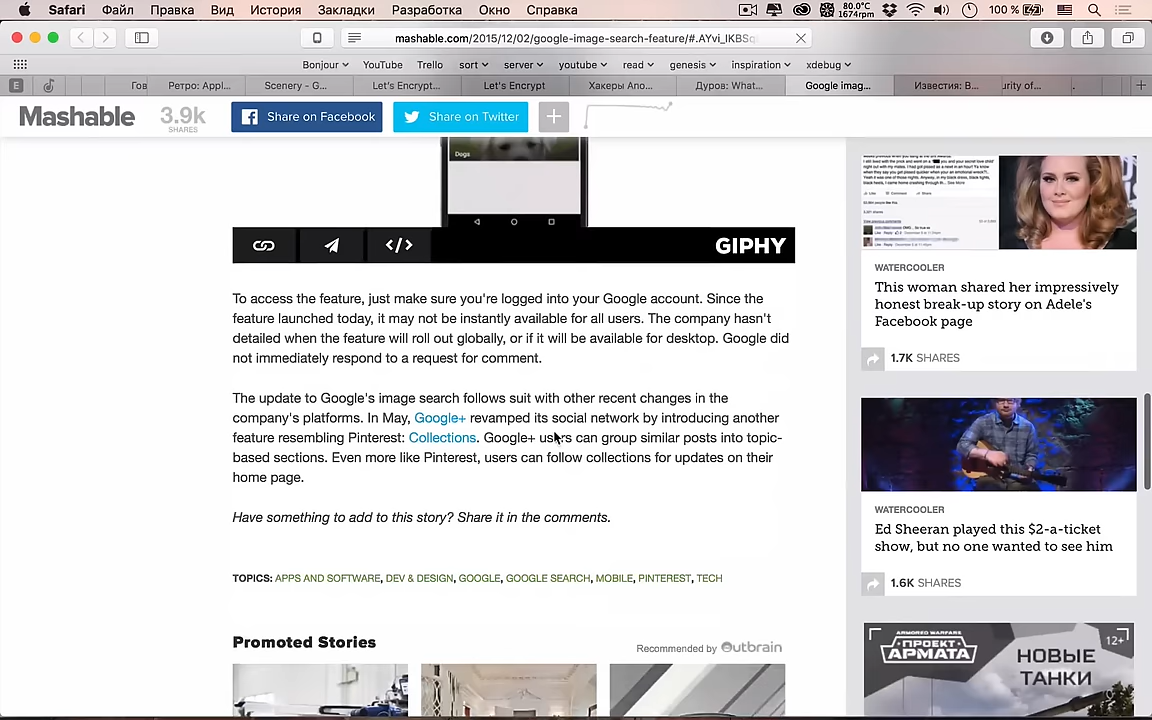 Safari Файл Правка Вид История Закладки Разработка Окно Справка 80.0°C 1674rpm 100 %
mashable.com/2015/12/02/google-image-search-feature/#.AYvi_IKBSq
Bonjour YouTube Trello sort server youtube read genesis inspiration xdebug
E Гов Ретро: Appl... Scenery - G... Let's Encrypt... Let's Encrypt Хакеры Апо... Дуров: What... Google imag... Известия: В... urity of...
Mashable 3.9k SHARES Share on Facebook Share on Twitter
Dogs
GIPHY
To access the feature, just make sure you're logged into your Google account. Since the
feature launched today, it may not be instantly available for all users. The company hasn't
detailed when the feature will roll out globally, or if it will be available for desktop. Google did
not immediately respond to a request for comment.
The update to Google's image search follows suit with other recent changes in the
company's platforms. In May, Google+ revamped its social network by introducing another
feature resembling Pinterest: Collections. Google+ users can group similar posts into topic-
based sections. Even more like Pinterest, users can follow collections for updates on their
home page.
Have something to add to this story? Share it in the comments.
TOPICS: APPS AND SOFTWARE, DEV & DESIGN, GOOGLE, GOOGLE SEARCH, MOBILE, PINTEREST, TECH
Promoted Stories
Recommended by Outbrain
WATERCOOLER
This woman shared her impressively
honest break-up story on Adele's
Facebook page
1.7K SHARES
WATERCOOLER
Ed Sheeran played this $2-a-ticket
show, but no one wanted to see him
1.6K SHARES
ARMORED WARFARE
ПРОЕКТ
АРМАТА
12+
НОВЫЕ
ТАНКИ